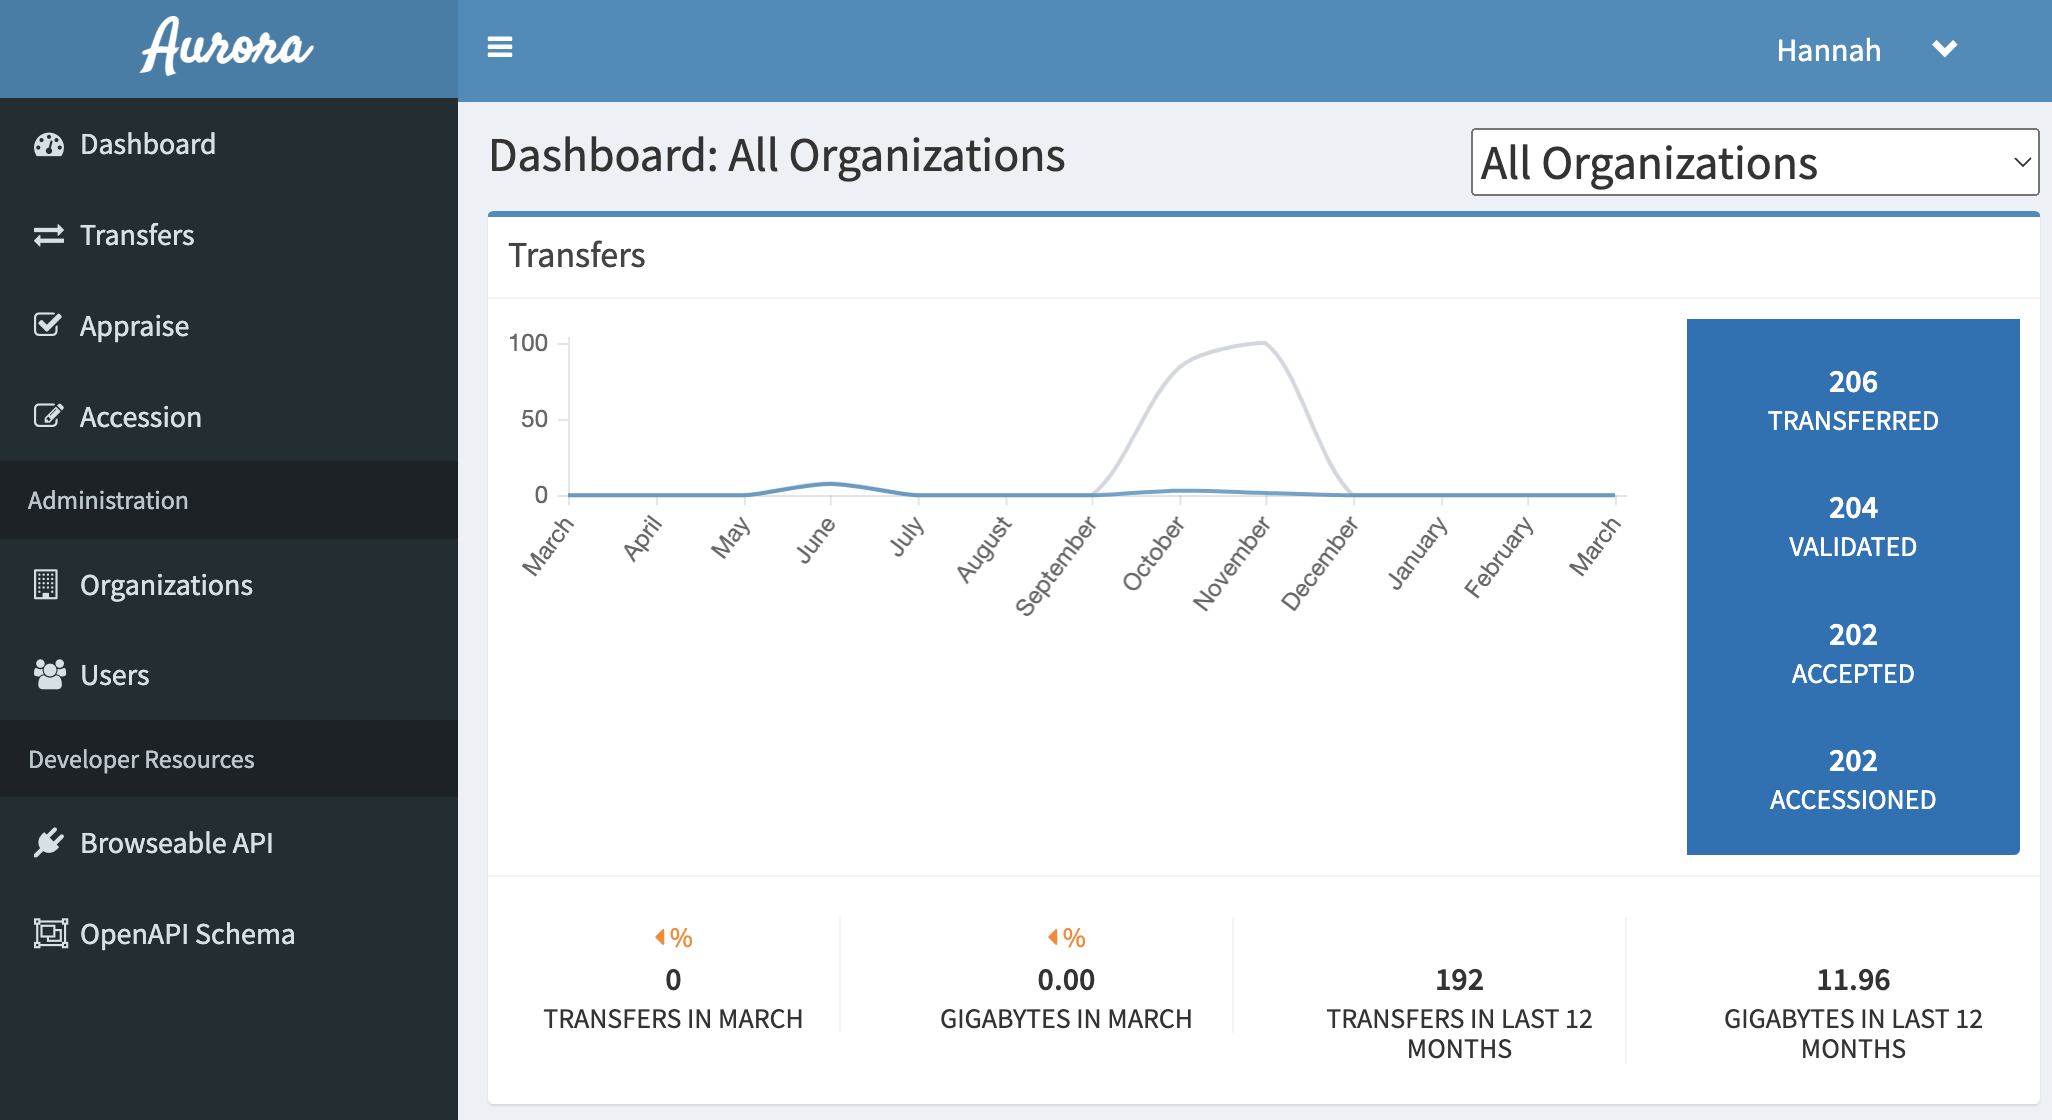 Aurora
Hannah
Dashboard
Transfers
Appraise
Accession
Administration
Organizations
Users
Developer Resources
Browseable API
OpenAPI Schema
Dashboard: All Organizations
All Organizations
Transfers
100
50
0
March
April
May
June
July
August
September
October
November
December
January
February
March
206
TRANSFERRED
204
VALIDATED
202
ACCEPTED
202
ACCESSIONED
%
0
TRANSFERS IN MARCH
%
0.00
GIGABYTES IN MARCH
192
TRANSFERS IN LAST 12
MONTHS
11.96
GIGABYTES IN LAST 12
MONTHS